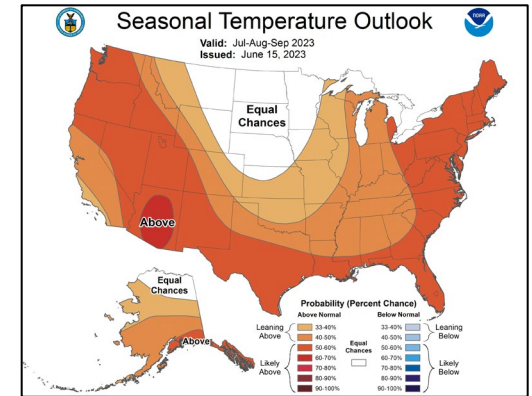 Seasonal Temperature Outlook
Valid: Jul-Aug-Sep 2023
Issued: June 15, 2023
NOAA
Equal
Chances
Above
Equal
Chances
Above
Probability (Percent Chance)
Above Normal Below Normal
Leaning
Above
33-40%
40-50%
Likely
Above
50-60%
60-70%
70-80%
80-90%
90-100%
Equal
Chances
33-40%
40-50%
Leaning
Below
50-60%
60-70%
70-80%
80-90%
90-100%
Likely
Below